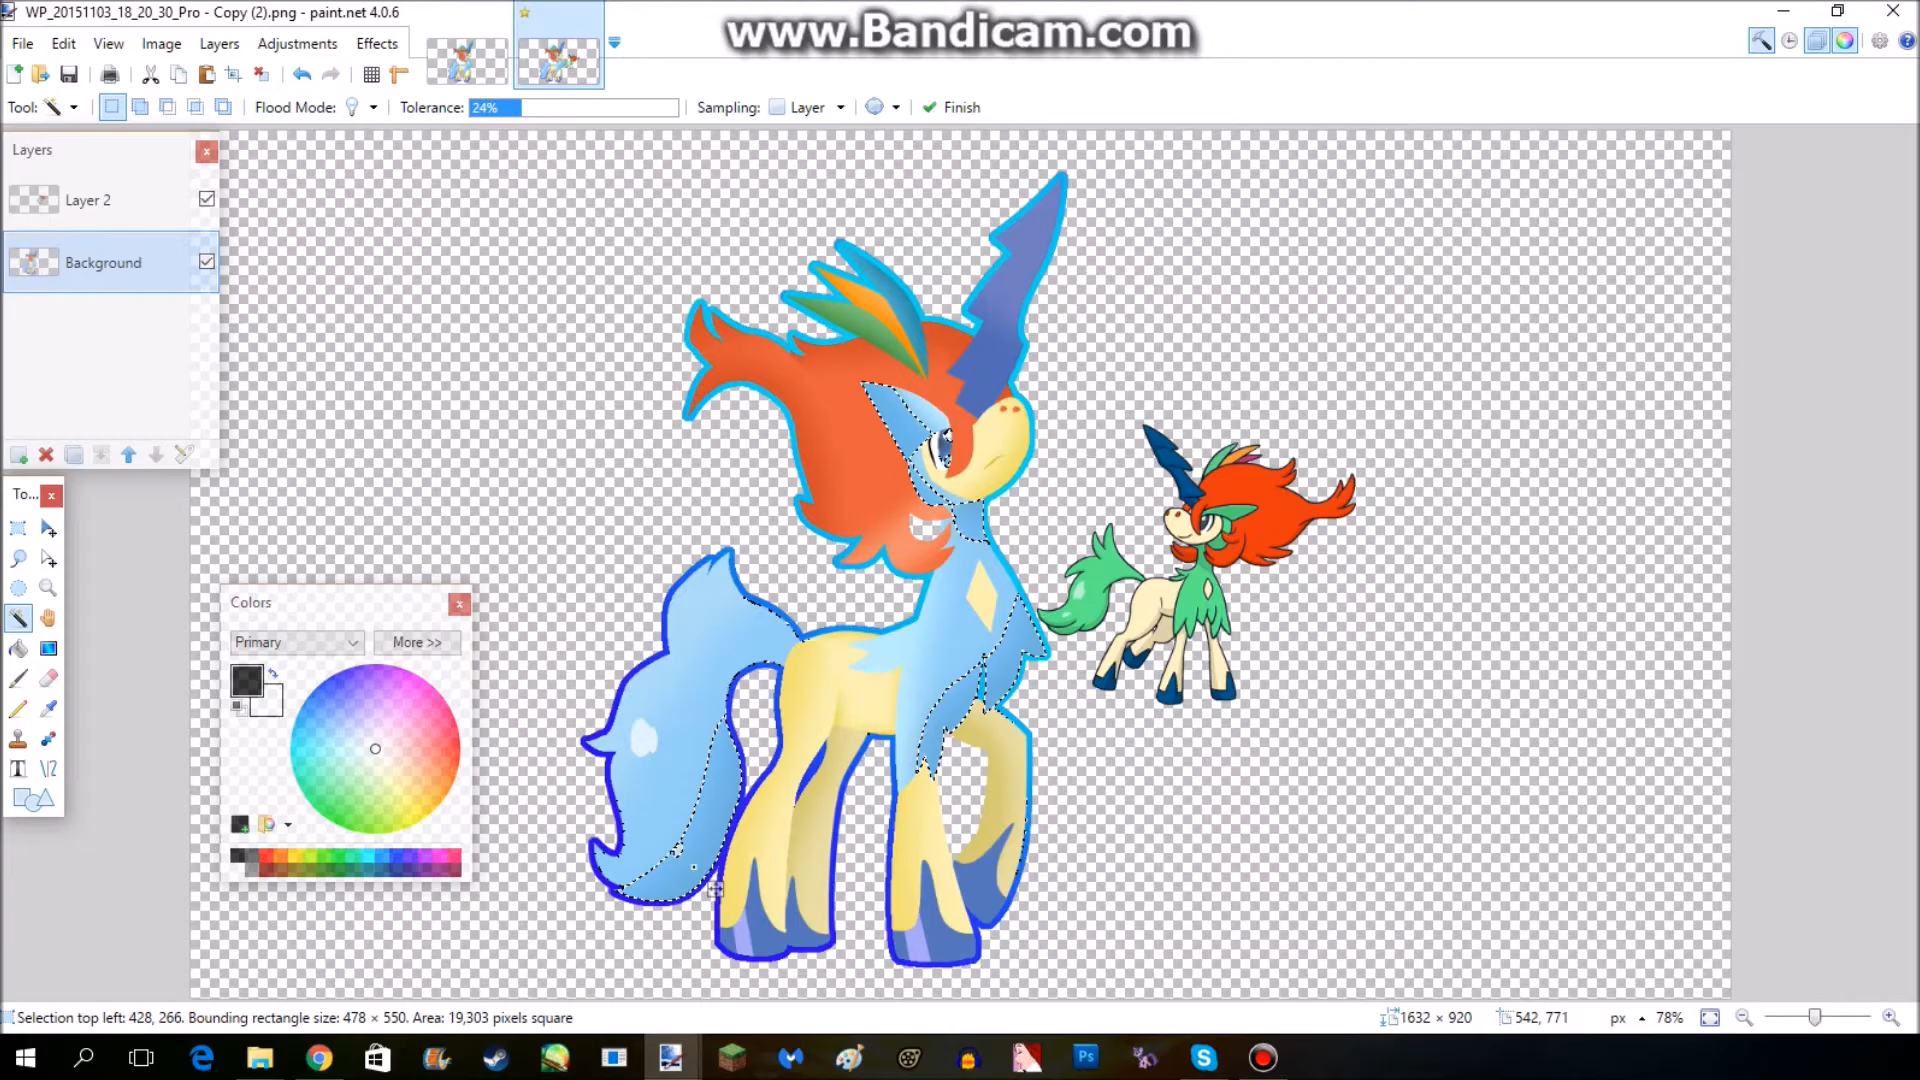 WP_20151103_18_20_30_Pro - Copy (2).png - paint.net 4.0.6
www.Bandicam.com
File Edit View Image Layers Adjustments Effects
Tool: Flood Mode: Tolerance: 24% Sampling: Layer Finish
Layers
Layer 2
Background
To...
Colors
Primary More >>
Selection top left: 428, 266. Bounding rectangle size: 478 × 550. Area: 19,303 pixels square
1632 × 920 542, 771 px 78%
Ps